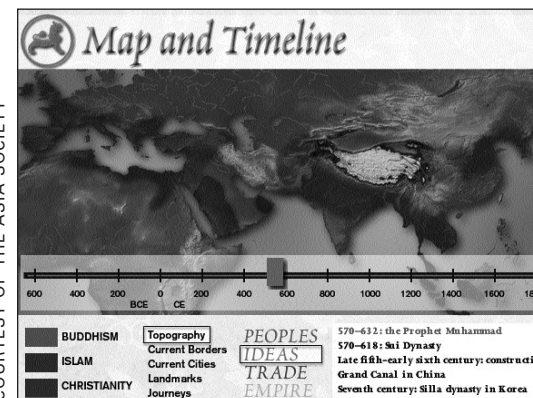 COURTESY OF THE ASIA SOCIETY
Map and Timeline
600 400 200 0 200 400 600 800 1000 1200 1400 1600
BCE CE
BUDDHISM
ISLAM
CHRISTIANITY
Topography
Current Borders
Current Cities
Landmarks
Journeys
PEOPLES
IDEAS
TRADE
EMPIRE
570–632: the Prophet Muhammad
570–618: Sui Dynasty
Late fifth–early sixth century:
Grand Canal in China
Seventh century: Silla dynasty in Korea